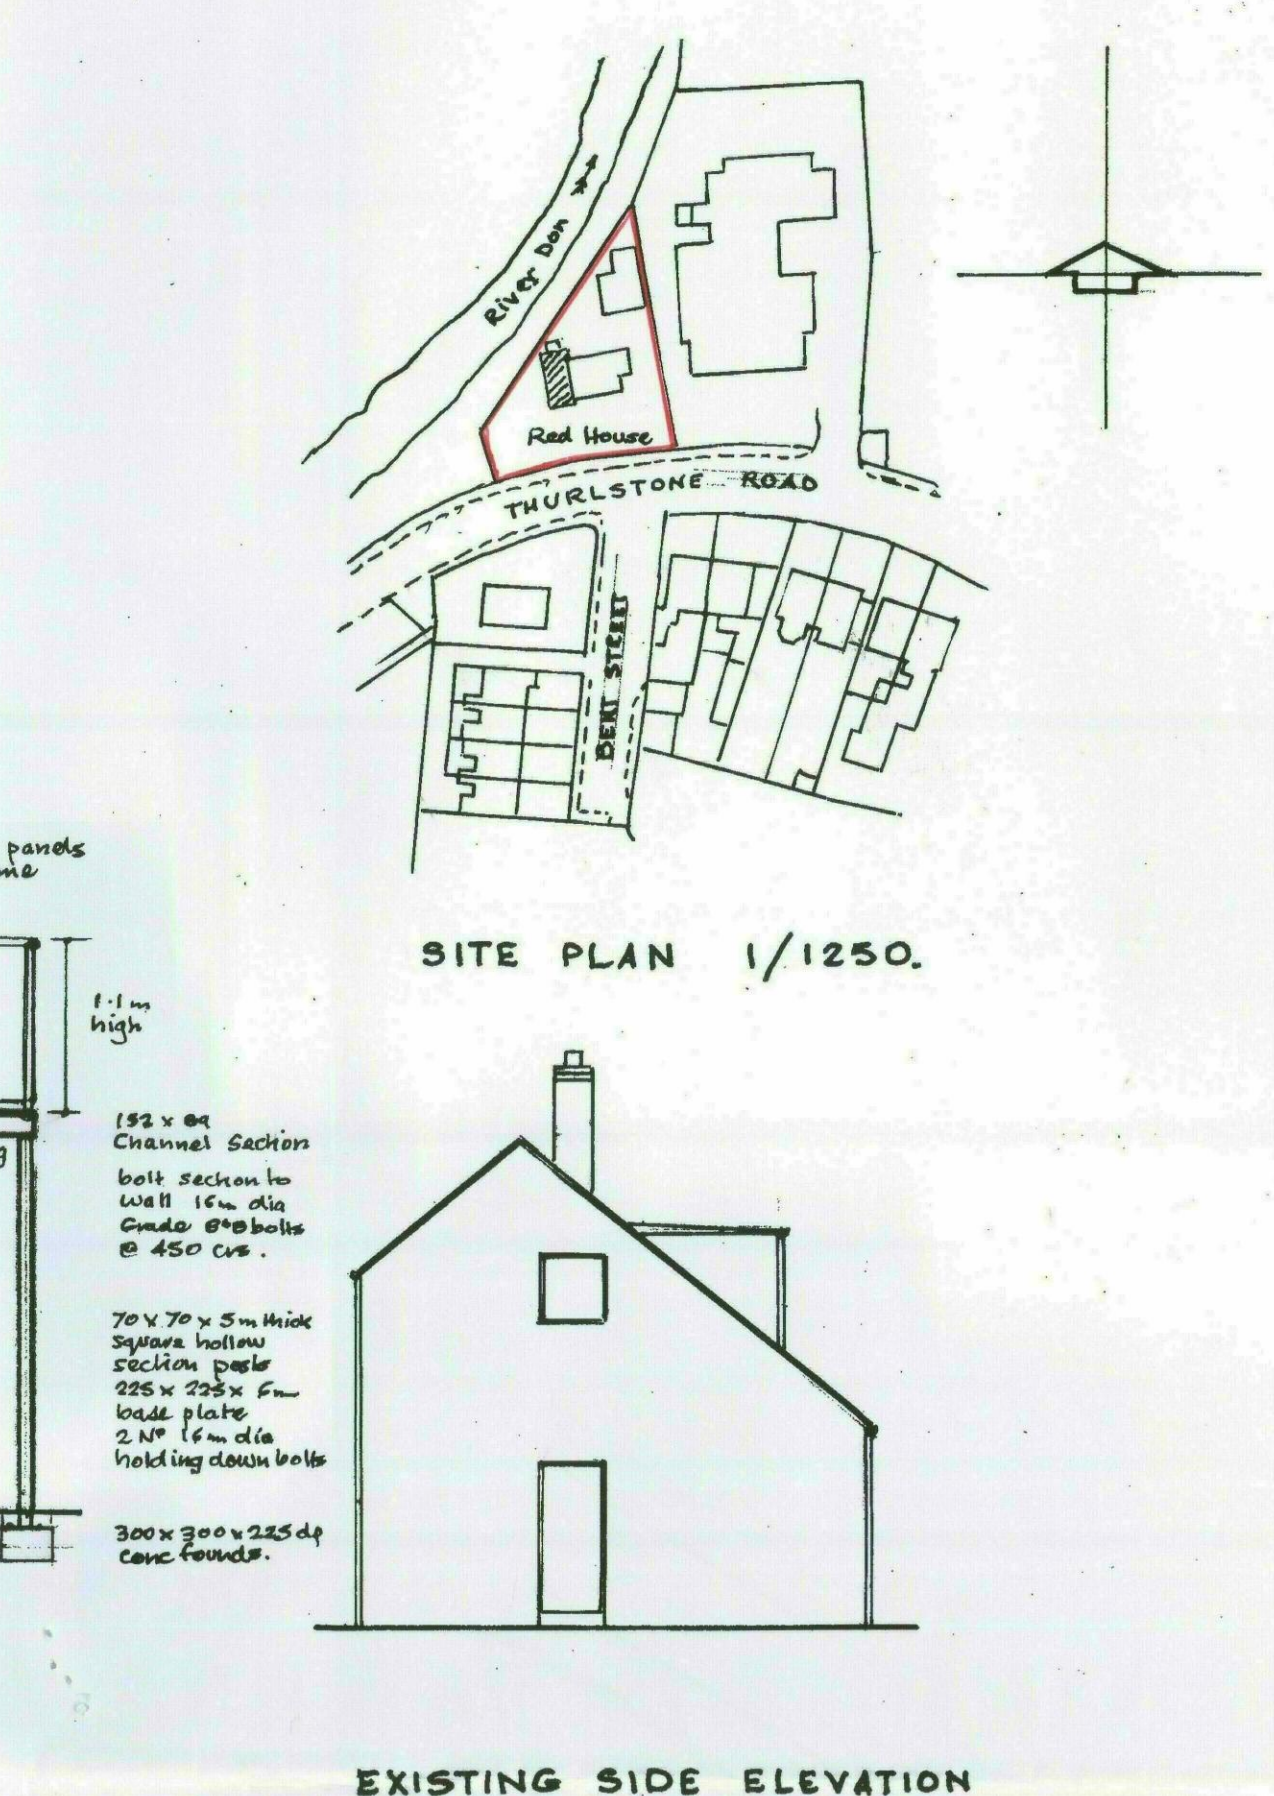 River Don
Red House
THURLSTONE ROAD
BENT STREET
SITE PLAN 1/1250.
panels
1.1m
high
152 x 89
Channel Section
bolt section to
wall 16m dia
Grade 8.8 bolts
@ 450 crs.
70 x 70 x 5m thick
square hollow
section posts
225 x 225 x 6m
base plate
2 No 16m dia
holding down bolts
300 x 300 x 225 dp
conc founds.
EXISTING SIDE ELEVATION